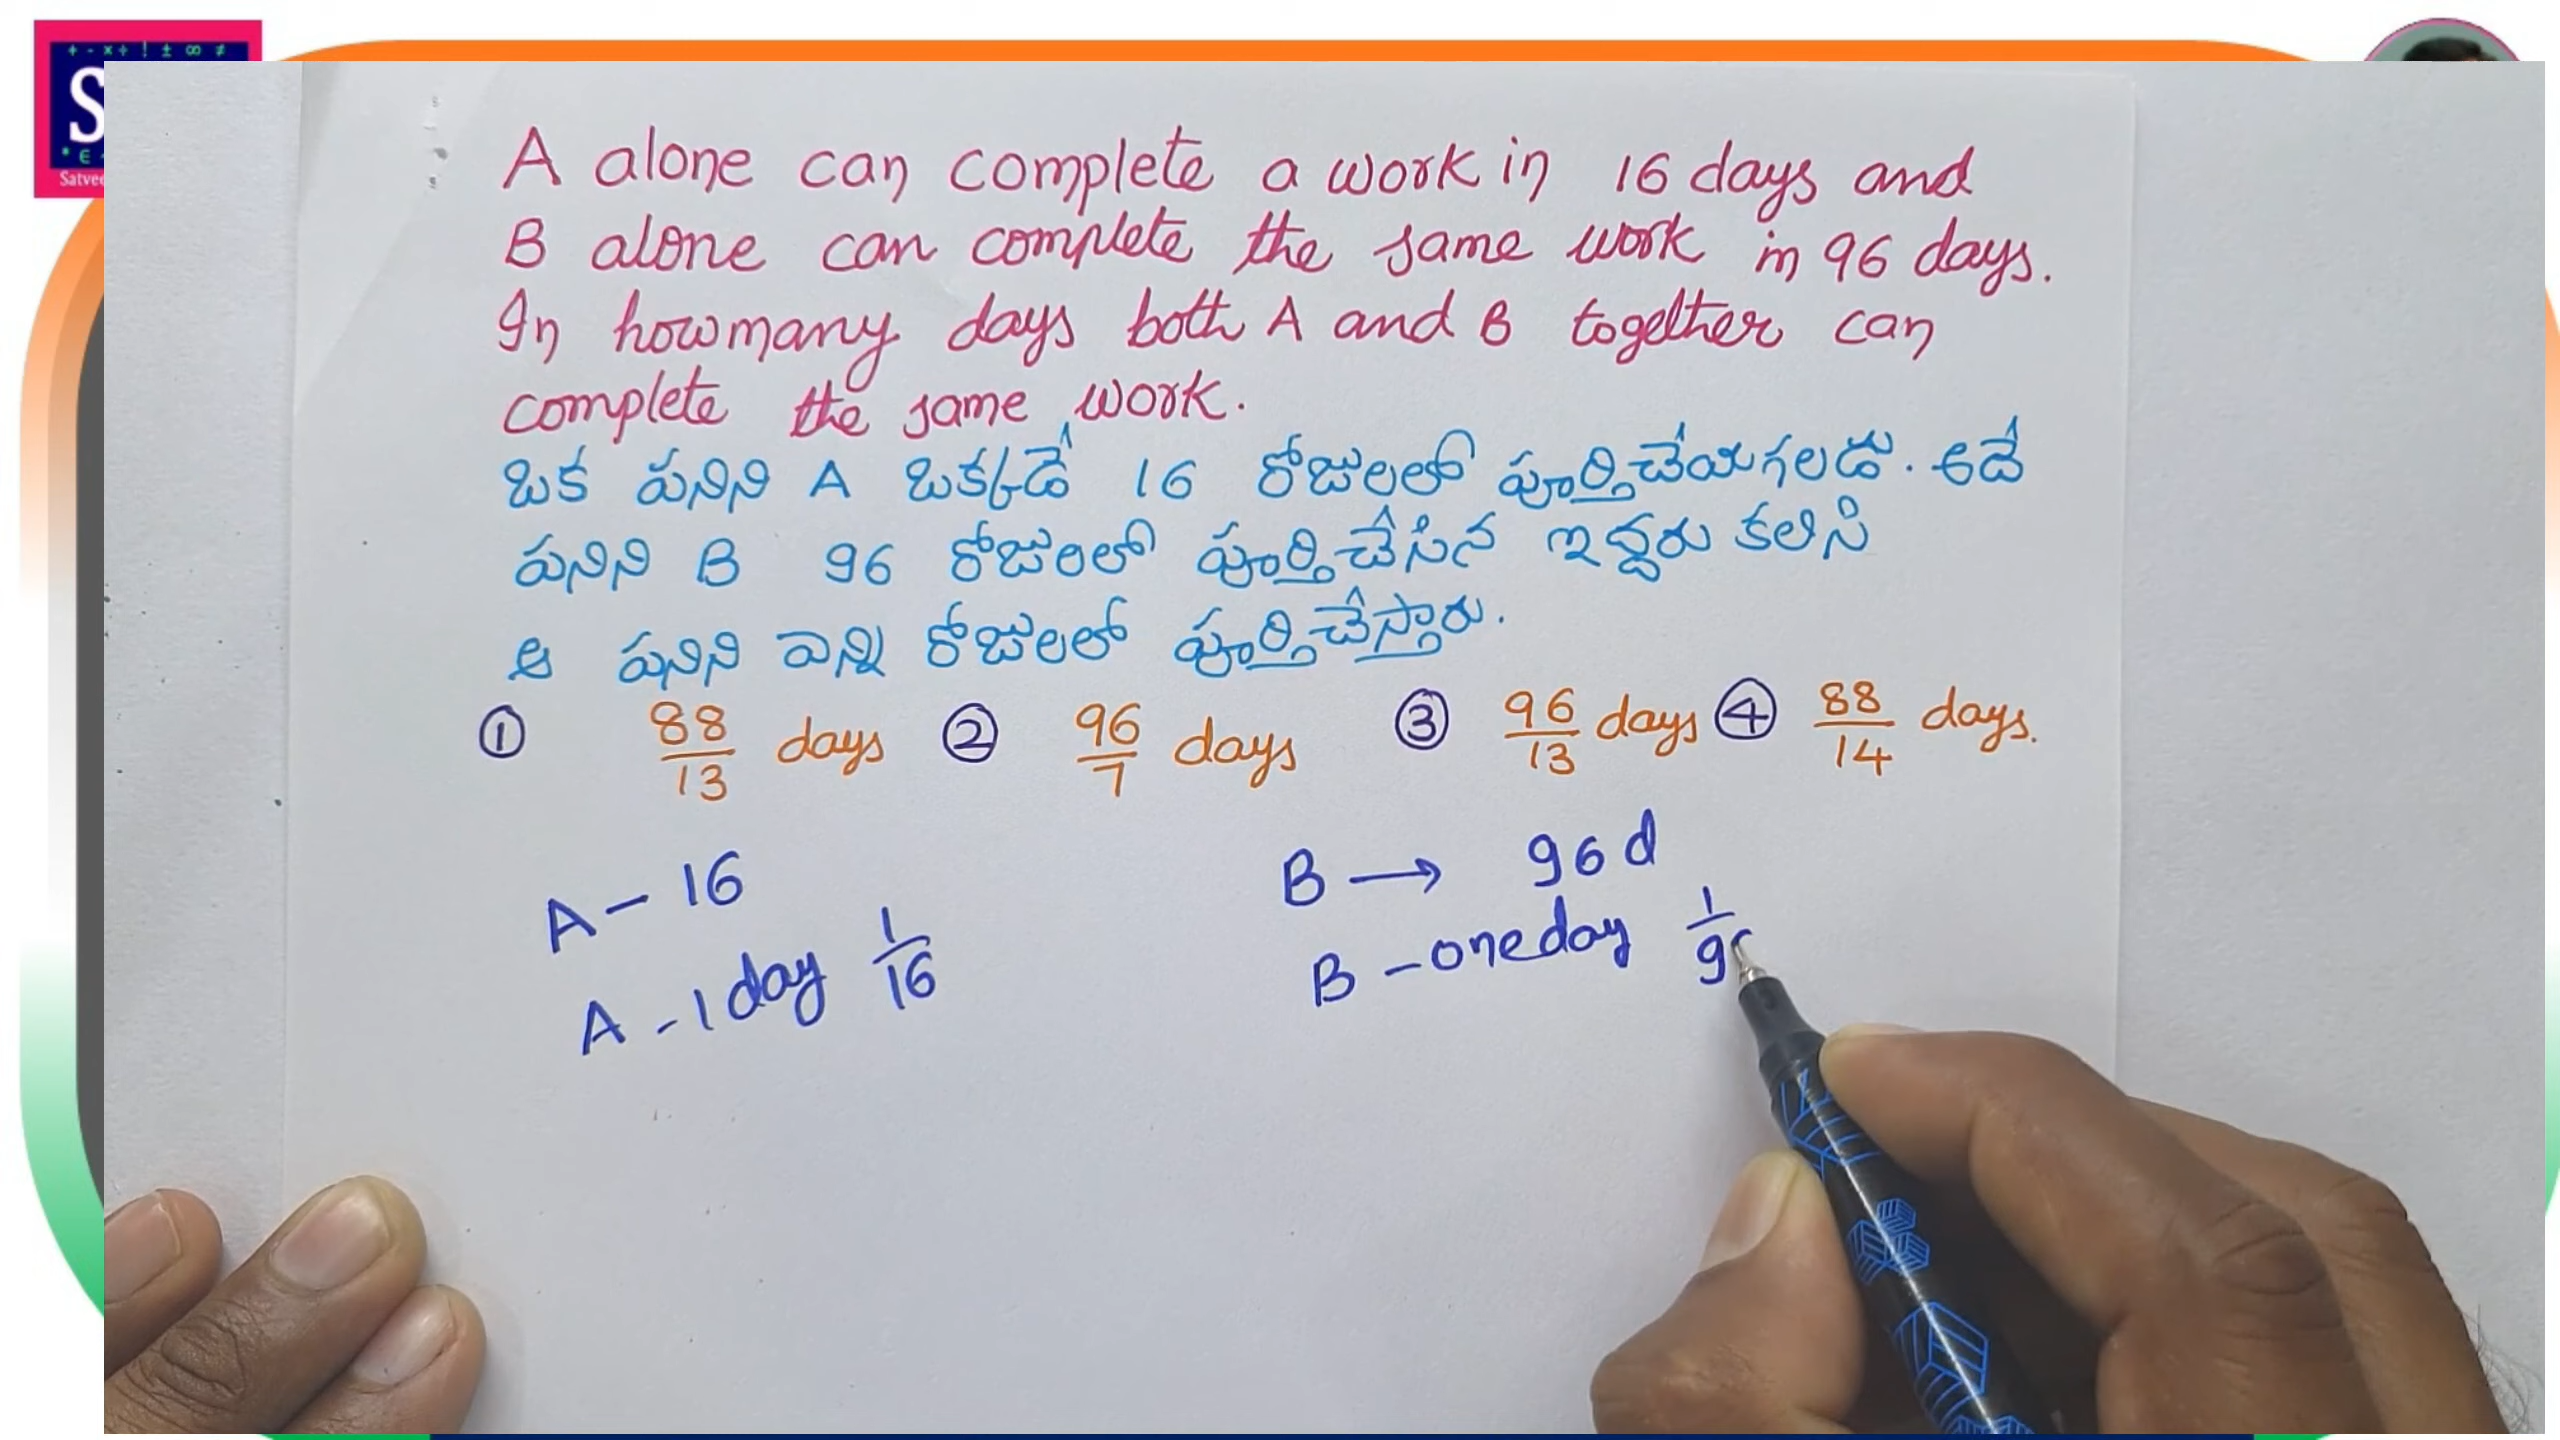 + - × ÷ ! ± ∞ ≠
S
Satvee
A alone can complete a work in 16 days and
B alone can complete the same work in 96 days.
In howmany days both A and B together can
complete the same work.
ఒక పనిని A ఒక్కడే 16 రోజులలో పూర్తిచేయగలడు. అదే
పనిని B 96 రోజులలో పూర్తిచేసిన ఇద్దరు కలిసి
ఆ పనిని ఎన్ని రోజులలో పూర్తిచేస్తారు.
① 88/13 days ② 96/7 days ③ 96/13 days ④ 88/14 days.
A - 16
B → 96 d
A - 1 day 1/16
B - one day 1/9